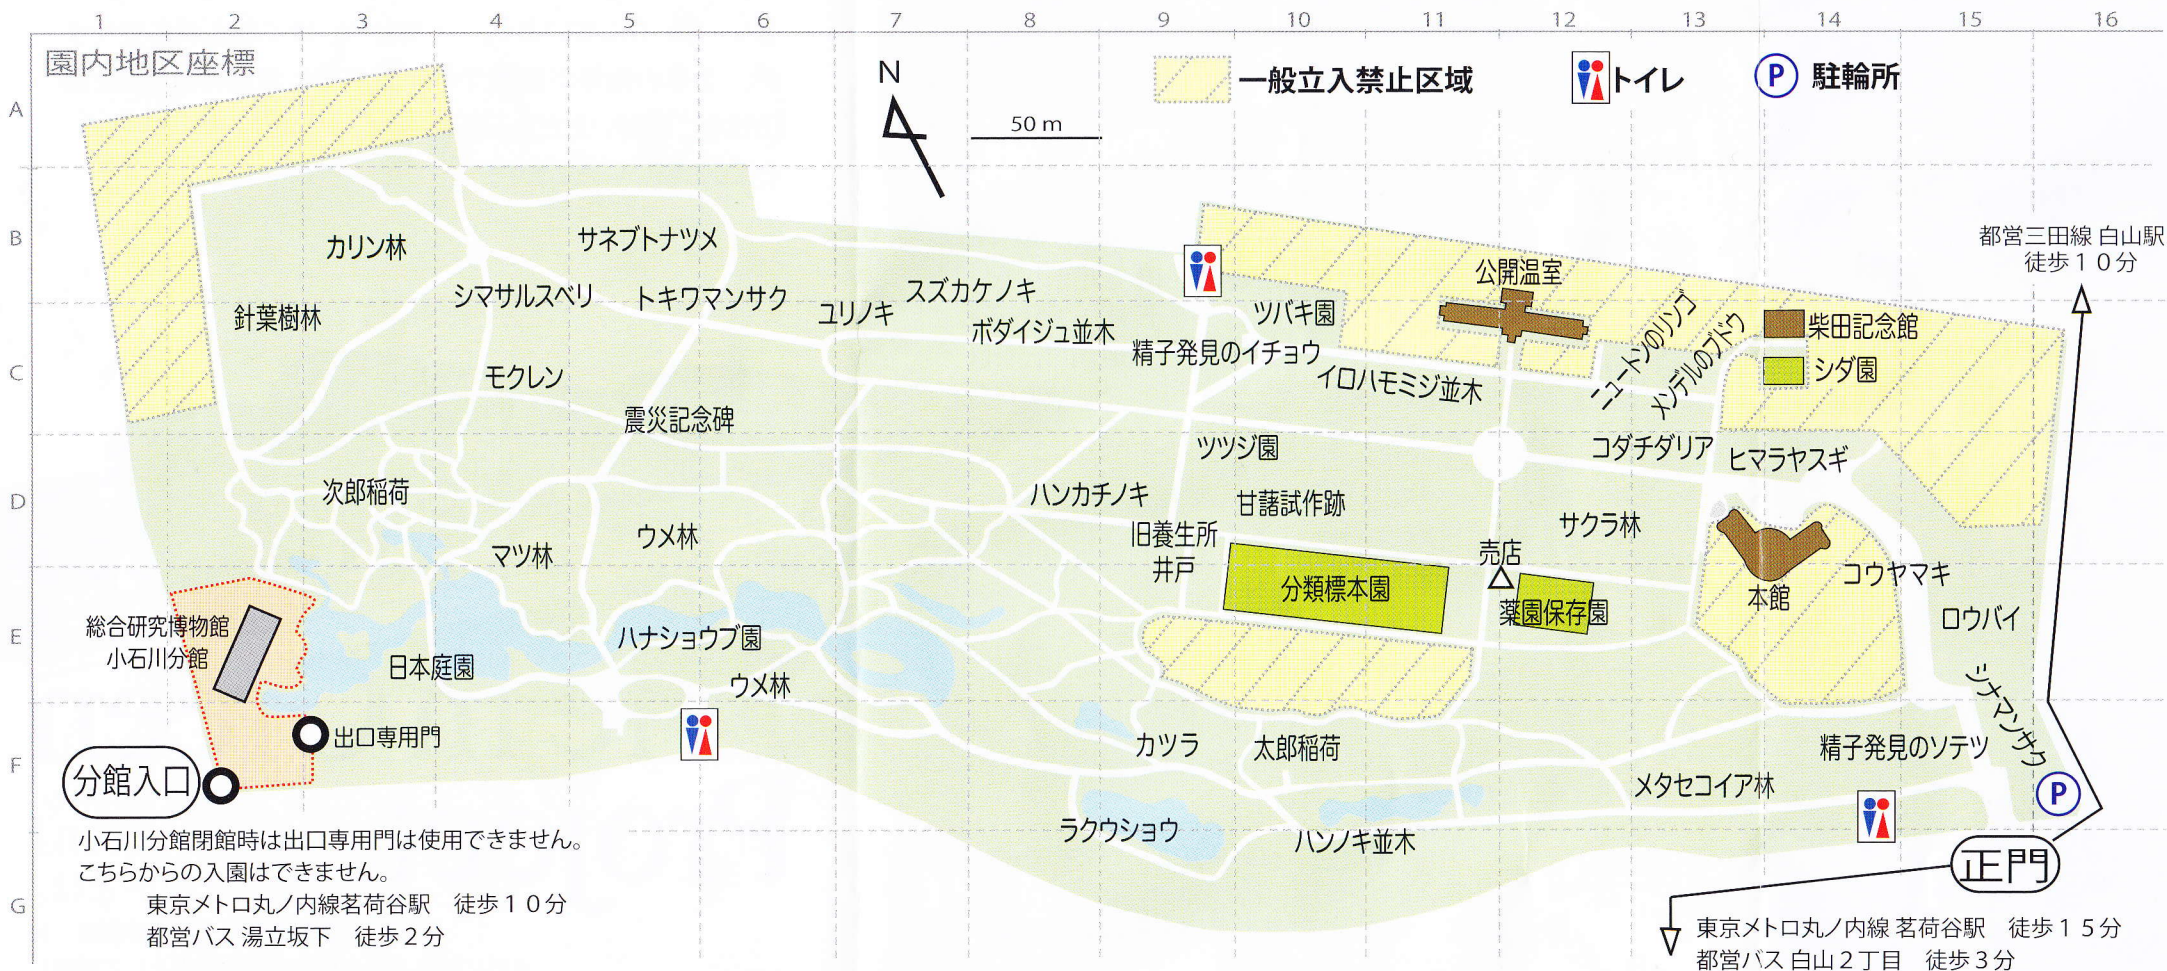 1 2 3 4 5 6 7 8 9 10 11 12 13 14 15 16
園内地区座標
N
50 m
一般立入禁止区域
トイレ
P 駐輪所
A
B
C
D
E
F
G
都営三田線 白山駅
徒歩10分
カリン林
サネブトナツメ
シマサルスベリ
トキワマンサク
針葉樹林
ユリノキ
スズカケノキ
ボダイジュ並木
公開温室
ツバキ園
精子発見のイチョウ
イロハモミジ並木
ニュートンのリンゴ
メンデルのブドウ
柴田記念館
シダ園
モクレン
震災記念碑
ツツジ園
コダチダリア
ヒマラヤスギ
次郎稲荷
ハンカチノキ
甘藷試作跡
サクラ林
マツ林
ウメ林
旧養生所
井戸
売店
分類標本園
薬園保存園
本館
コウヤマキ
ロウバイ
総合研究博物館
小石川分館
日本庭園
ハナショウブ園
ウメ林
シナマンサク
出口専用門
カツラ
太郎稲荷
精子発見のソテツ
メタセコイア林
P
分館入口
ラクウショウ
ハンノキ並木
正門
小石川分館閉館時は出口専用門は使用できません。
こちらからの入園はできません。
東京メトロ丸ノ内線茗荷谷駅 徒歩10分
都営バス 湯立坂下 徒歩2分
東京メトロ丸ノ内線 茗荷谷駅 徒歩15分
都営バス 白山2丁目 徒歩3分